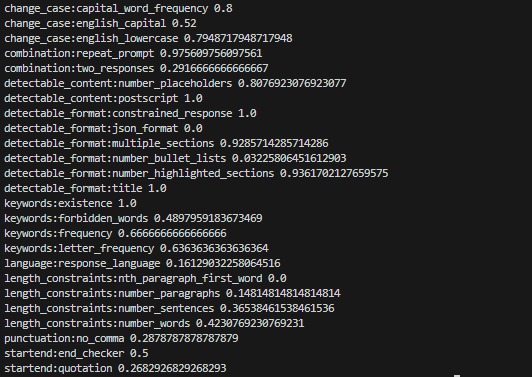 change_case:capital_word_frequency 0.8
change_case:english_capital 0.52
change_case:english_lowercase 0.7948717948717948
combination:repeat_prompt 0.975609756097561
combination:two_responses 0.2916666666666667
detectable_content:number_placeholders 0.8076923076923077
detectable_content:postscript 1.0
detectable_format:constrained_response 1.0
detectable_format:json_format 0.0
detectable_format:multiple_sections 0.9285714285714286
detectable_format:number_bullet_lists 0.03225806451612903
detectable_format:number_highlighted_sections 0.9361702127659575
detectable_format:title 1.0
keywords:existence 1.0
keywords:forbidden_words 0.4897959183673469
keywords:frequency 0.6666666666666666
keywords:letter_frequency 0.6363636363636364
language:response_language 0.16129032258064516
length_constraints:nth_paragraph_first_word 0.0
length_constraints:number_paragraphs 0.14814814814814814
length_constraints:number_sentences 0.36538461538461536
length_constraints:number_words 0.4230769230769231
punctuation:no_comma 0.2878787878787879
startend:end_checker 0.5
startend:quotation 0.2682926829268293